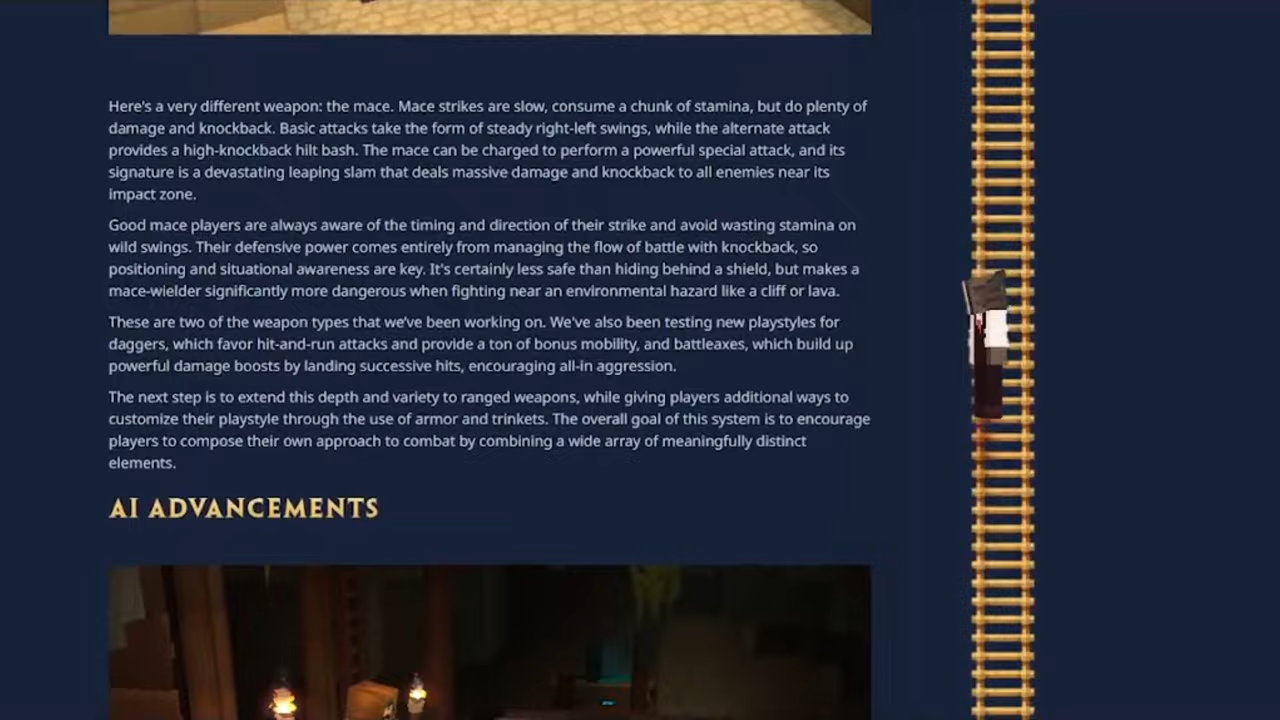 Here's a very different weapon: the mace. Mace strikes are slow, consume a chunk of stamina, but do plenty of
damage and knockback. Basic attacks take the form of steady right-left swings, while the alternate attack
provides a high-knockback hilt bash. The mace can be charged to perform a powerful special attack, and its
signature is a devastating leaping slam that deals massive damage and knockback to all enemies near its
impact zone.
Good mace players are always aware of the timing and direction of their strike and avoid wasting stamina on
wild swings. Their defensive power comes entirely from managing the flow of battle with knockback, so
positioning and situational awareness are key. It's certainly less safe than hiding behind a shield, but makes a
mace-wielder significantly more dangerous when fighting near an environmental hazard like a cliff or lava.
These are two of the weapon types that we've been working on. We've also been testing new playstyles for
daggers, which favor hit-and-run attacks and provide a ton of bonus mobility, and battleaxes, which build up
powerful damage boosts by landing successive hits, encouraging all-in aggression.
The next step is to extend this depth and variety to ranged weapons, while giving players additional ways to
customize their playstyle through the use of armor and trinkets. The overall goal of this system is to encourage
players to compose their own approach to combat by combining a wide array of meaningfully distinct
elements.
AI ADVANCEMENTS